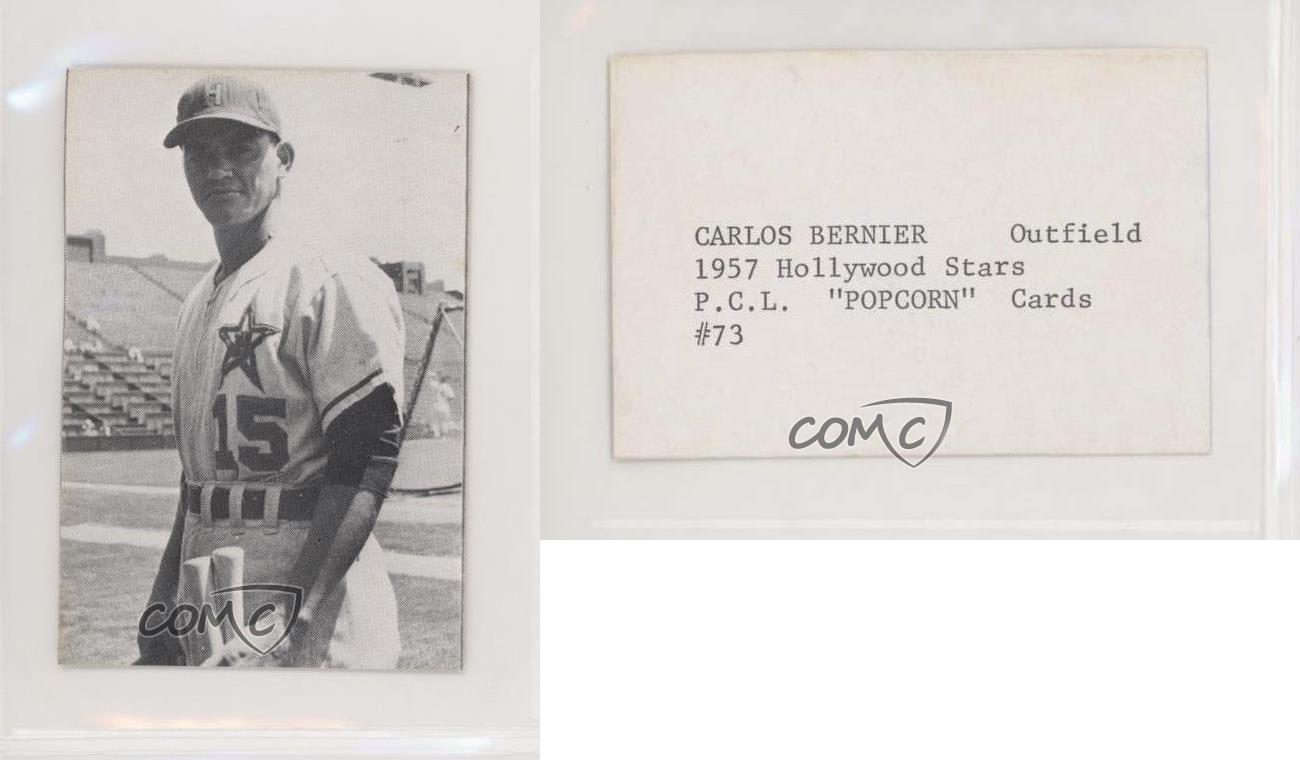 H
15
COMC
CARLOS BERNIER Outfield
1957 Hollywood Stars
P.C.L. "POPCORN" Cards
#73
COMC